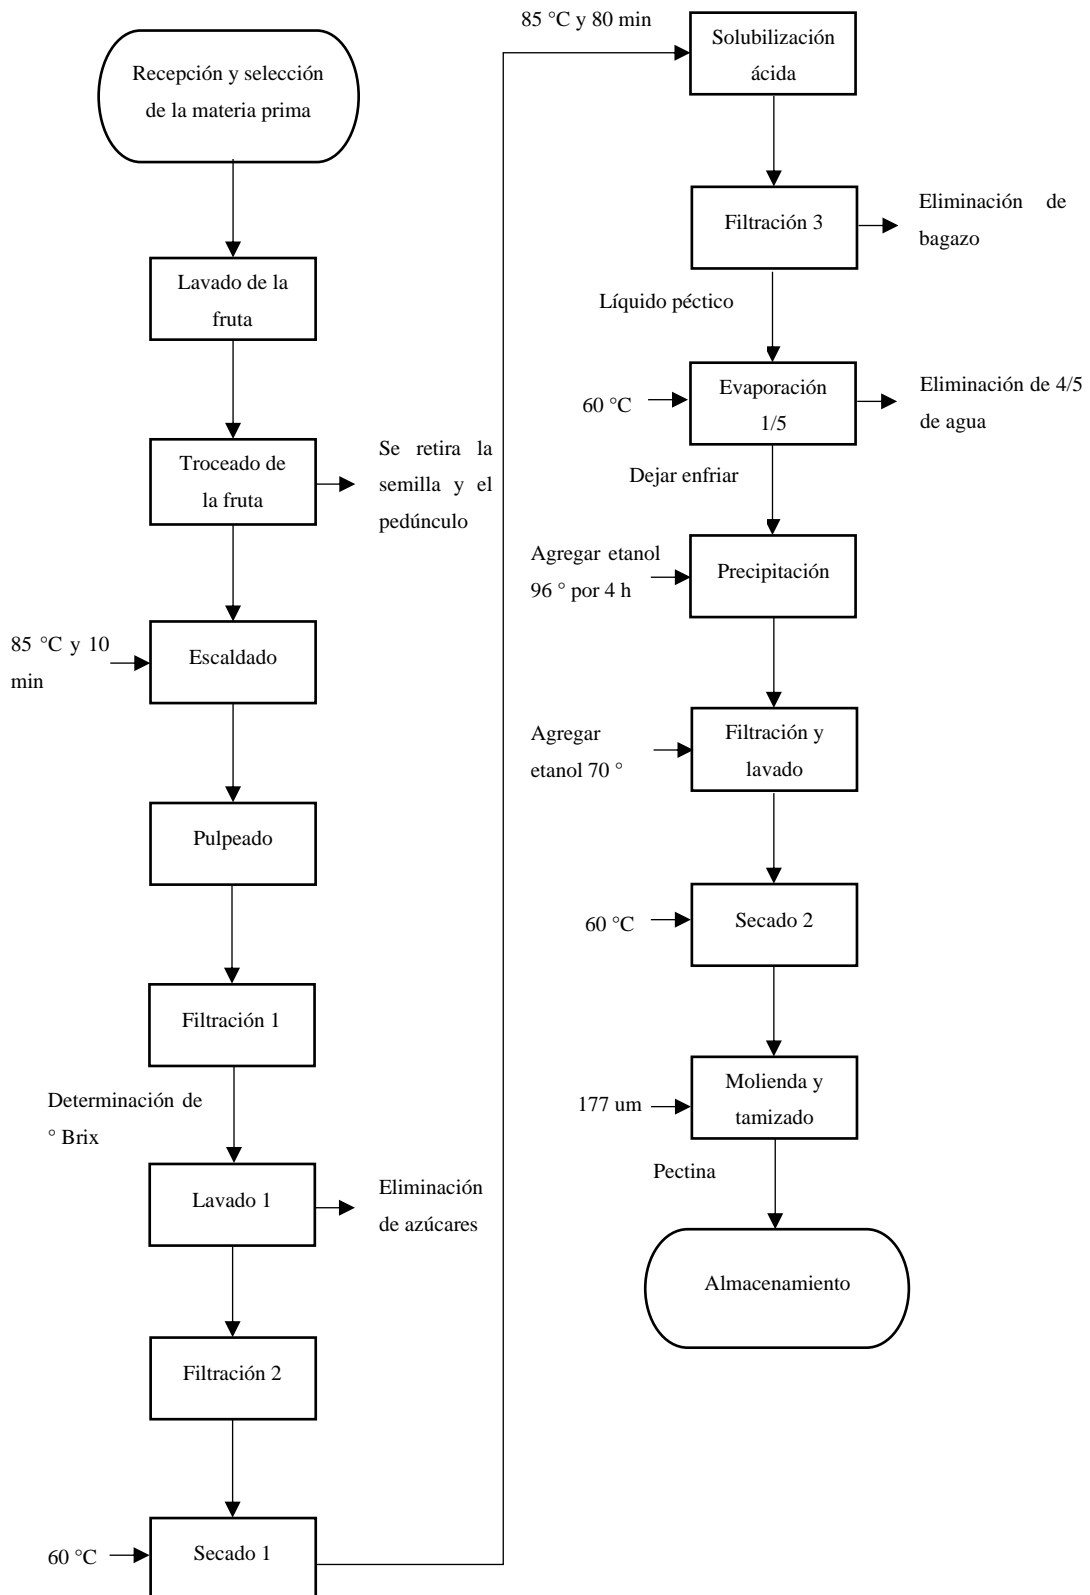 Recepción y selección
de la materia prima
Lavado de la
fruta
Troceado de
la fruta
Se retira la
semilla y el
pedúnculo
85 °C y 10
min
Escaldado
Pulpeado
Filtración 1
Determinación de
° Brix
Lavado 1
Eliminación
de azúcares
Filtración 2
60 °C
Secado 1
85 °C y 80 min
Solubilización
ácida
Filtración 3
Eliminación de
bagazo
Líquido péctico
60 °C
Evaporación
1/5
Eliminación de 4/5
de agua
Dejar enfriar
Agregar etanol
96 ° por 4 h
Precipitación
Agregar
etanol 70 °
Filtración y
lavado
60 °C
Secado 2
177 um
Molienda y
tamizado
Pectina
Almacenamiento